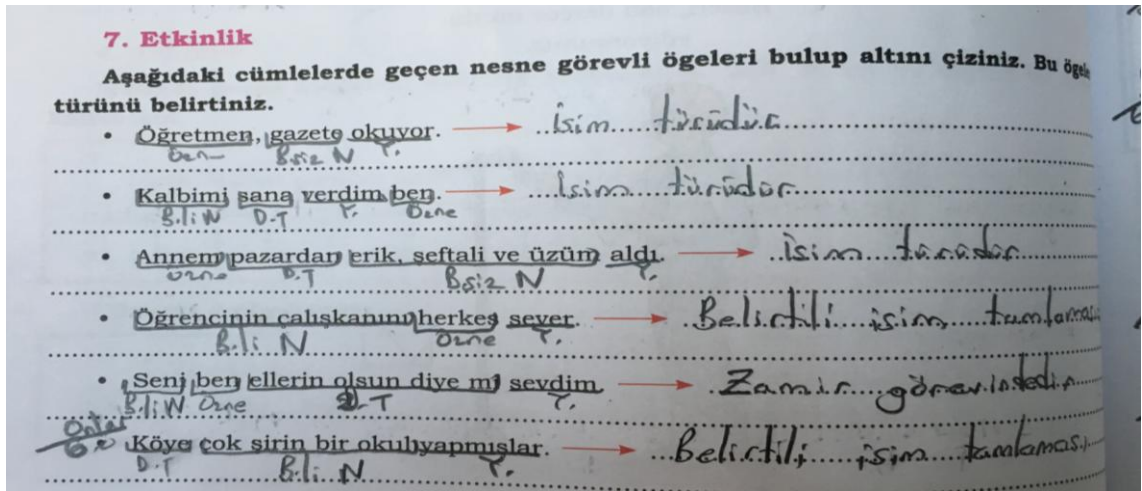 7. Etkinlik
Aşağıdaki cümlelerde geçen nesne görevli ögeleri bulup altını çiziniz. Bu ögele
türünü belirtiniz.
• Öğretmen, gazete okuyor. → İsim türüdür
B.siz N Y.
• Kalbimi sana verdim ben. → İsim türüdür
B.li N D.T Y. Özne
• Annem pazardan erik, şeftali ve üzüm aldı. → İsim türüdür
özne D.T B.siz N Y.
• Öğrencinin çalışkanını herkes sever. → Belirtili isim tamlaması
B.li N Özne Y.
• Seni ben ellerin olsun diye mi sevdim → Zamir görevindedir
B.li N Özne D.T Y.
Onlar
Köye çok şirin bir okul yapmışlar. → Belirtili isim tamlaması
D.T B.li N Y.